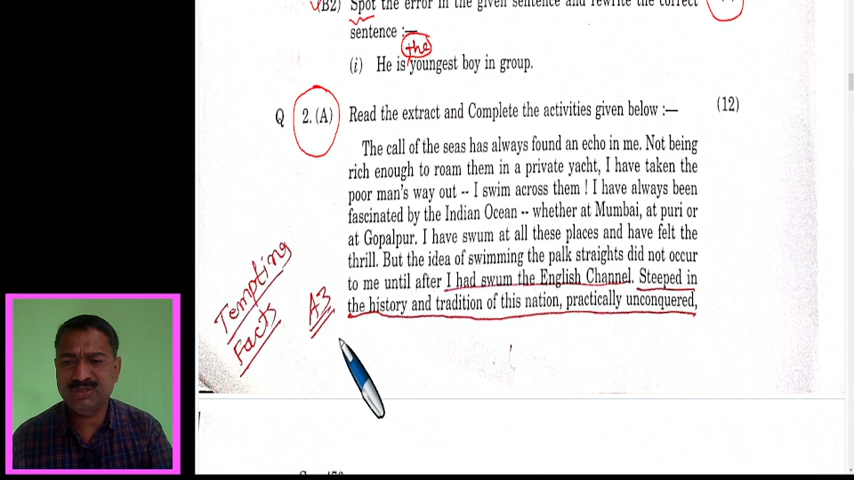 (B2) Spot the error in the given sentence and rewrite the correct
sentence :—
the
(i) He is youngest boy in group.
Q 2. (A) Read the extract and Complete the activities given below :— (12)
The call of the seas has always found an echo in me. Not being
rich enough to roam them in a private yacht, I have taken the
poor man's way out -- I swim across them ! I have always been
fascinated by the Indian Ocean -- whether at Mumbai, at puri or
at Gopalpur. I have swum at all these places and have felt the
thrill. But the idea of swimming the palk straights did not occur
to me until after I had swum the English Channel. Steeped in
the history and tradition of this nation, practically unconquered,
Tempting
Facts
A3